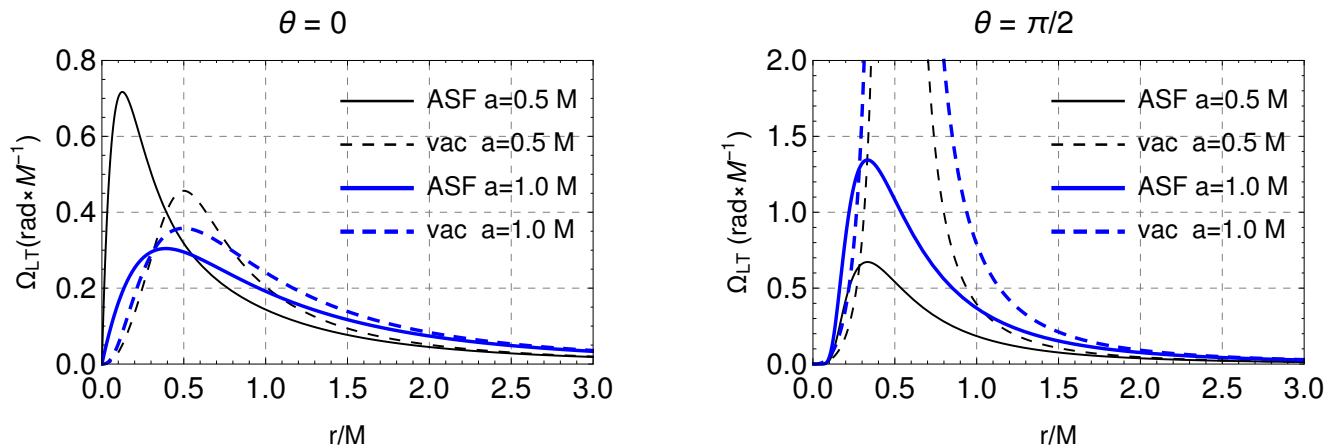 θ = 0
0.8
0.6
0.4
0.2
0.0
Ω_LT(rad×M⁻¹)
ASF a=0.5 M
vac a=0.5 M
ASF a=1.0 M
vac a=1.0 M
0.0 0.5 1.0 1.5 2.0 2.5 3.0
r/M
θ = π/2
2.0
1.5
1.0
0.5
0.0
Ω_LT (rad×M⁻¹)
ASF a=0.5 M
vac a=0.5 M
ASF a=1.0 M
vac a=1.0 M
0.0 0.5 1.0 1.5 2.0 2.5 3.0
r/M